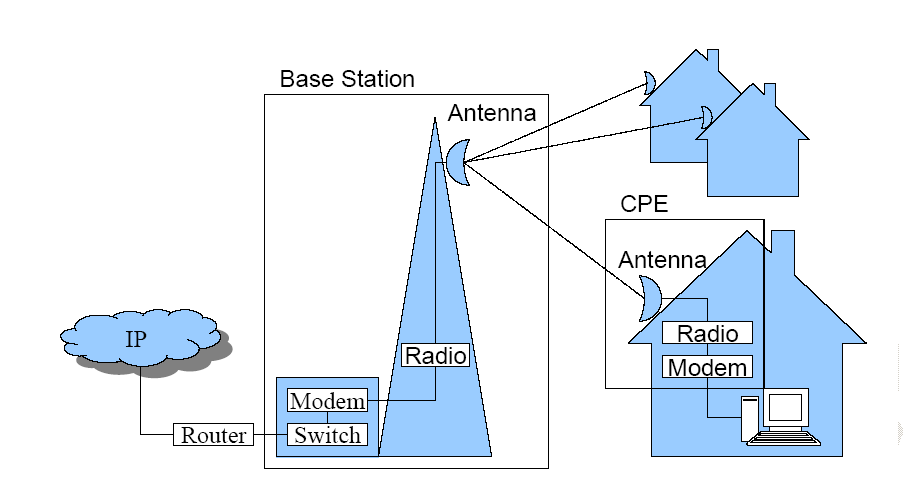 Base Station
Antenna
CPE
Antenna
IP
Radio
Radio
Modem
Modem
Router
Switch